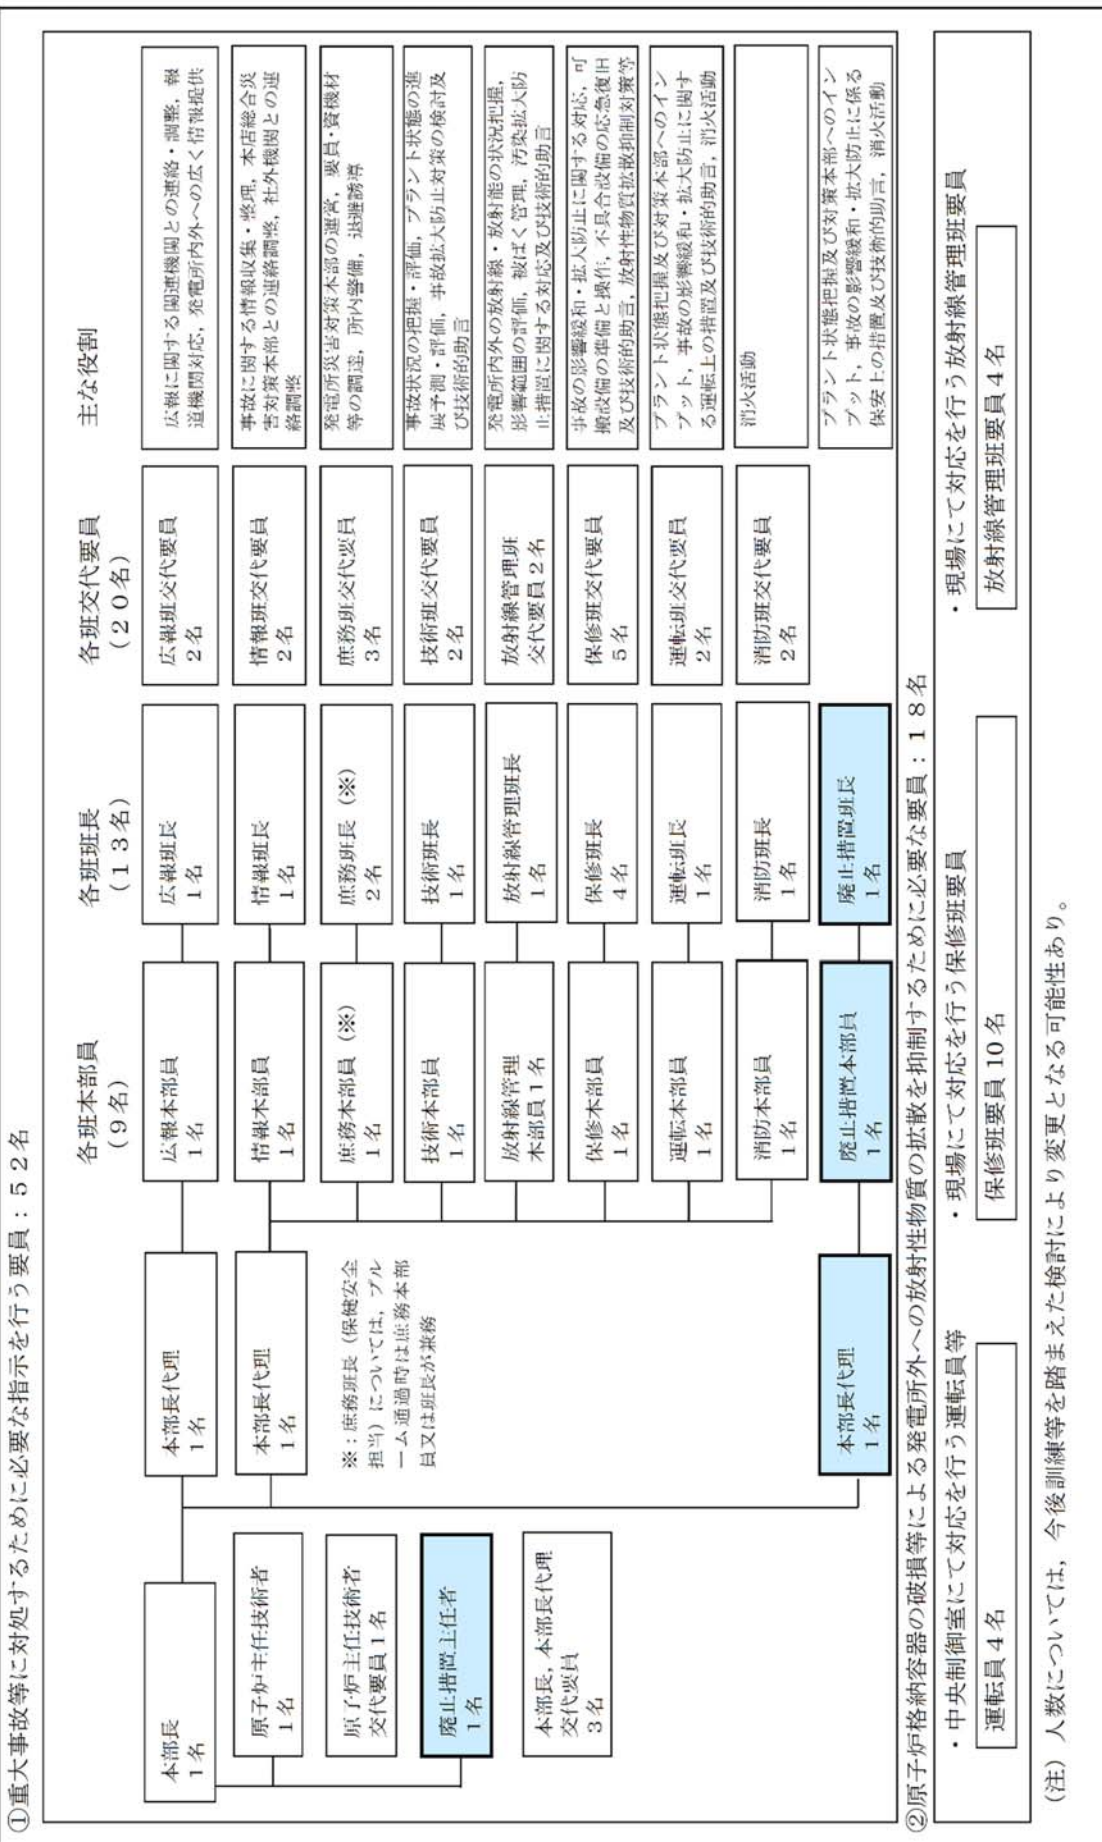 ①重大事故等に対処するために必要な指示を行う要員：５２名
各班本部員
（９名）
各班班長
（１３名）
各班交代要員
（２０名）
主な役割
本部長
１名
本部長代理
１名
広報本部員
１名
広報班長
１名
広報班交代要員
２名
広報に関する関連機関との連絡・調整，報
道機関対応，発電所内外への広く情報提供
原子炉主任技術者
１名
本部長代理
１名
情報本部員
１名
情報班長
１名
情報班交代要員
２名
事故に関する情報収集・整理，本店総合災
害対策本部との連絡調整，社外機関との連
絡調整
原子炉主任技術者
交代要員１名
※：庶務班長（保健安全
担当）については，プル
ーム通過時は庶務本部
員又は班長が兼務
庶務本部員（※）
１名
庶務班長（※）
２名
庶務班交代要員
３名
発電所災害対策本部の運営，要員・資機材
等の調達，所内警備，退避誘導
廃止措置主任者
１名
技術本部員
１名
技術班長
１名
技術班交代要員
２名
事故状況の把握・評価，プラント状態の進
展予測・評価，事故拡大防止対策の検討及
び技術的助言
本部長，本部長代理
交代要員
３名
放射線管理
本部員１名
放射線管理班長
１名
放射線管理班
交代要員２名
発電所内外の放射線・放射能の状況把握，
影響範囲の評価，被ばく管理，汚染拡大防
止措置に関する対応及び技術的助言
保修本部員
１名
保修班長
４名
保修班交代要員
５名
事故の影響緩和・拡大防止に関する対応，可
搬設備の準備と操作，不具合設備の応急復旧
及び技術的助言，放射性物質拡散抑制対策等
運転本部員
１名
運転班長
１名
運転班交代要員
２名
プラント状態把握及び対策本部へのイン
プット，事故の影響緩和・拡大防止に関す
る運転上の措置及び技術的助言，消火活動
消防本部員
１名
消防班長
１名
消防班交代要員
２名
消火活動
本部長代理
１名
廃止措置本部員
１名
廃止措置班長
１名
プラント状態把握及び対策本部へのイン
プット，事故の影響緩和・拡大防止に係る
保安上の措置及び技術的助言，消火活動
②原子炉格納容器の破損等による発電所外への放射性物質の拡散を抑制するために必要な要員：１８名
・中央制御室にて対応を行う運転員等
運転員４名
・現場にて対応を行う保修班要員
保修班要員 10 名
・現場にて対応を行う放射線管理班要員
放射線管理班要員４名
（注）人数については，今後訓練等を踏まえた検討により変更となる可能性あり。